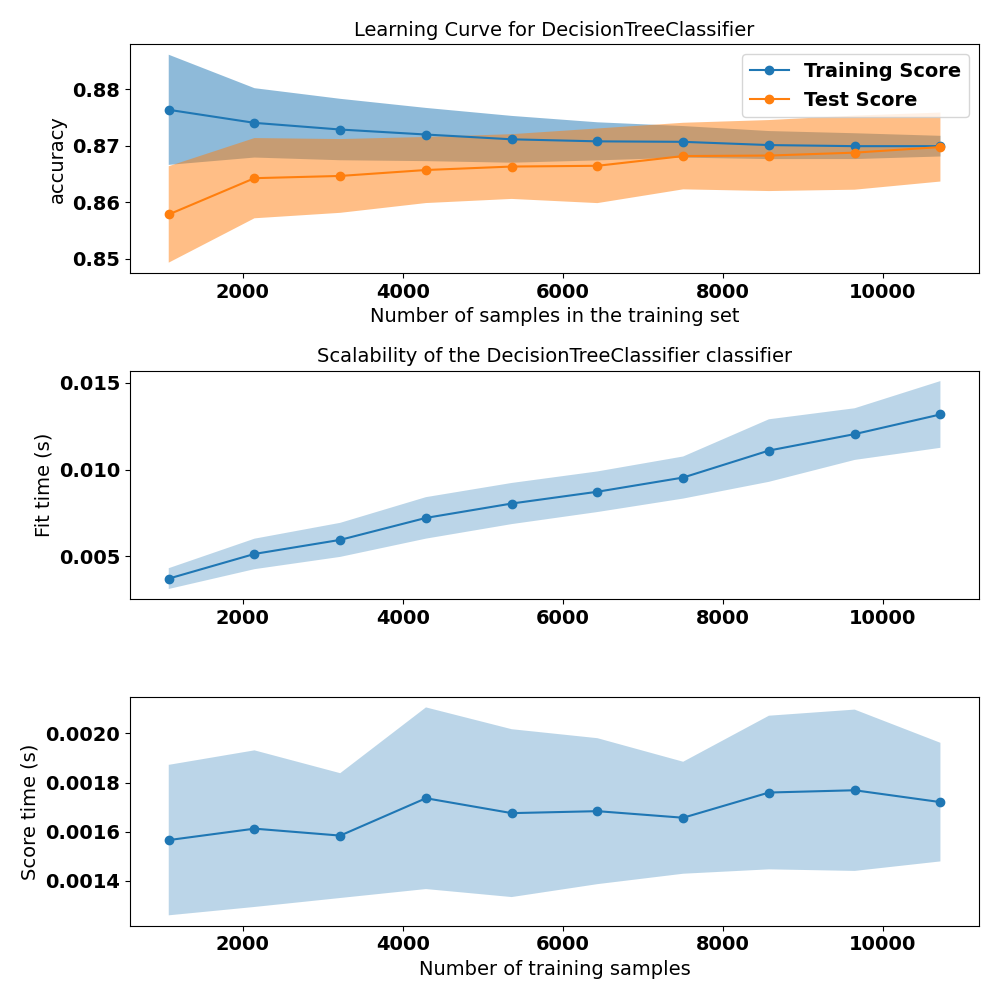 Learning Curve for DecisionTreeClassifier
Training Score
Test Score
accuracy
0.88
0.87
0.86
0.85
2000 4000 6000 8000 10000
Number of samples in the training set
Scalability of the DecisionTreeClassifier classifier
Fit time (s)
0.015
0.010
0.005
2000 4000 6000 8000 10000
Score time (s)
0.0020
0.0018
0.0016
0.0014
2000 4000 6000 8000 10000
Number of training samples